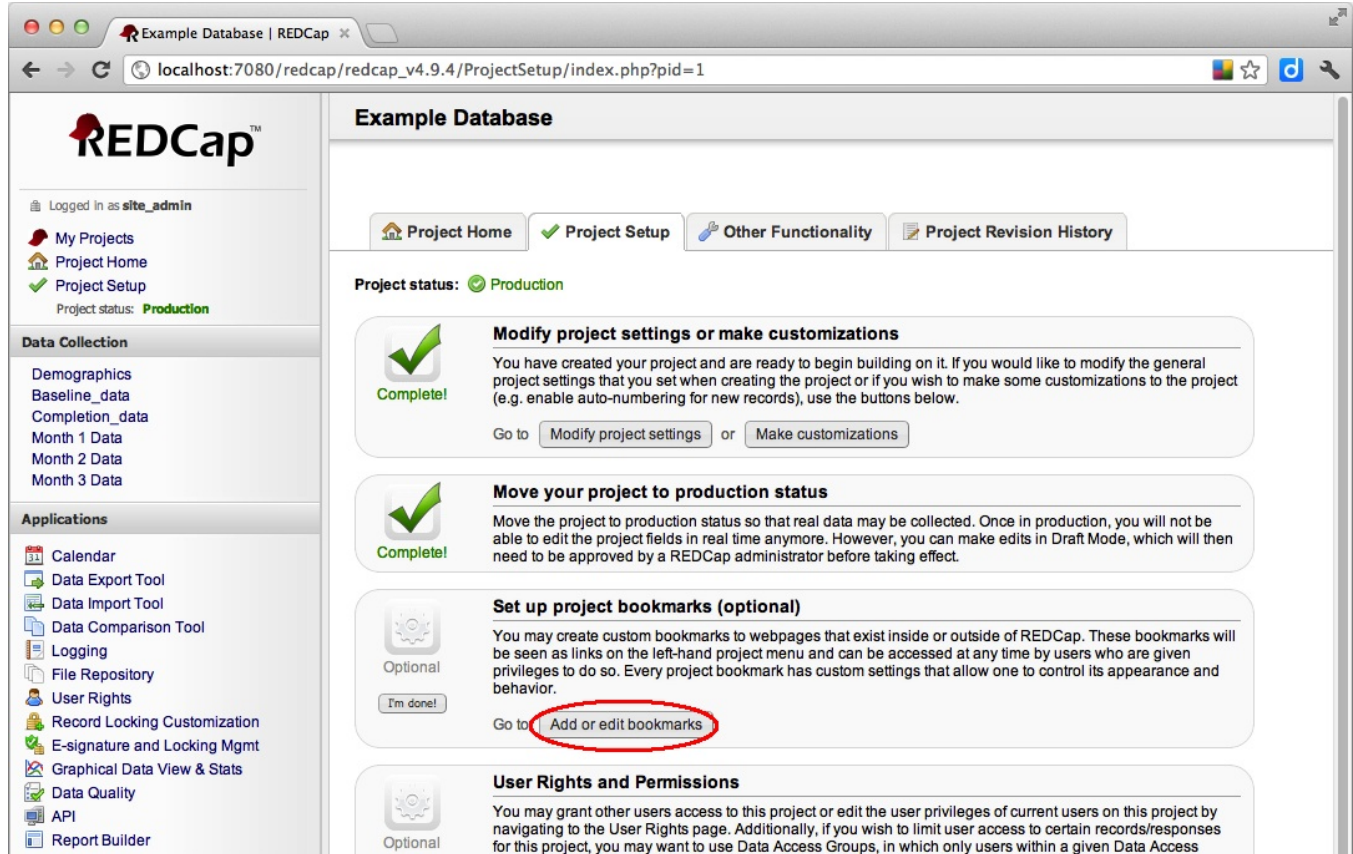 Example Database | REDCap
localhost:7080/redcap/redcap_v4.9.4/ProjectSetup/index.php?pid=1
REDCap™
Logged in as site_admin
My Projects
Project Home
Project Setup
Project status: Production
Data Collection
Demographics
Baseline_data
Completion_data
Month 1 Data
Month 2 Data
Month 3 Data
Applications
31
Calendar
Data Export Tool
Data Import Tool
Data Comparison Tool
Logging
File Repository
User Rights
Record Locking Customization
E-signature and Locking Mgmt
Graphical Data View & Stats
Data Quality
API
Report Builder
Example Database
Project Home
Project Setup
Other Functionality
Project Revision History
Project status: Production
Complete!
Modify project settings or make customizations
You have created your project and are ready to begin building on it. If you would like to modify the general
project settings that you set when creating the project or if you wish to make some customizations to the project
(e.g. enable auto-numbering for new records), use the buttons below.
Go to Modify project settings or Make customizations
Complete!
Move your project to production status
Move the project to production status so that real data may be collected. Once in production, you will not be
able to edit the project fields in real time anymore. However, you can make edits in Draft Mode, which will then
need to be approved by a REDCap administrator before taking effect.
Optional
I'm done!
Set up project bookmarks (optional)
You may create custom bookmarks to webpages that exist inside or outside of REDCap. These bookmarks will
be seen as links on the left-hand project menu and can be accessed at any time by users who are given
privileges to do so. Every project bookmark has custom settings that allow one to control its appearance and
behavior.
Go to Add or edit bookmarks
Optional
User Rights and Permissions
You may grant other users access to this project or edit the user privileges of current users on this project by
navigating to the User Rights page. Additionally, if you wish to limit user access to certain records/responses
for this project, you may want to use Data Access Groups, in which only users within a given Data Access